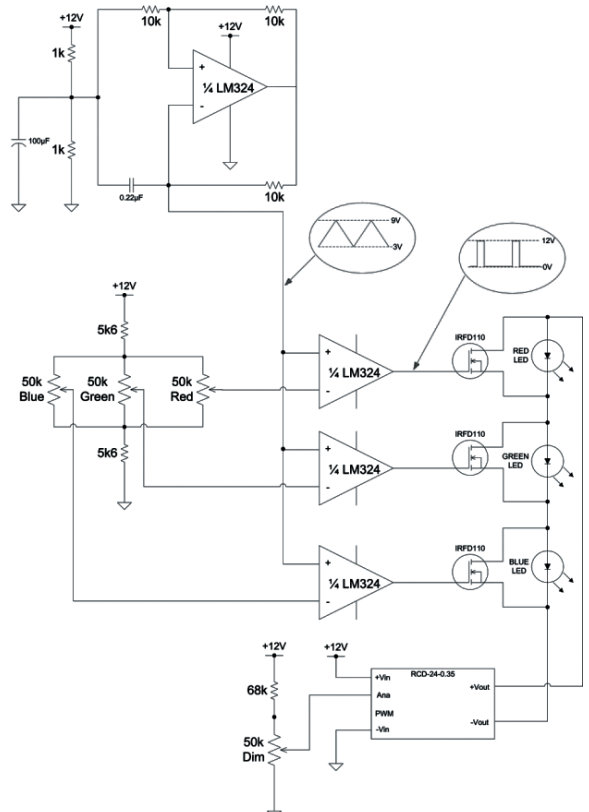 +12V
10k
10k
+12V
1k
+
¼ LM324
-
100µF
1k
0.22µF
10k
9V
3V
12V
0V
+12V
5k6
IRFD110
RED
LED
+
¼ LM324
-
50k
Blue
50k
Green
50k
Red
5k6
IRFD110
GREEN
LED
+
¼ LM324
-
IRFD110
BLUE
LED
+
¼ LM324
-
+12V
+12V
RCD-24-0.35
+Vin
68k
Ana
+Vout
PWM
-Vin
-Vout
50k
Dim